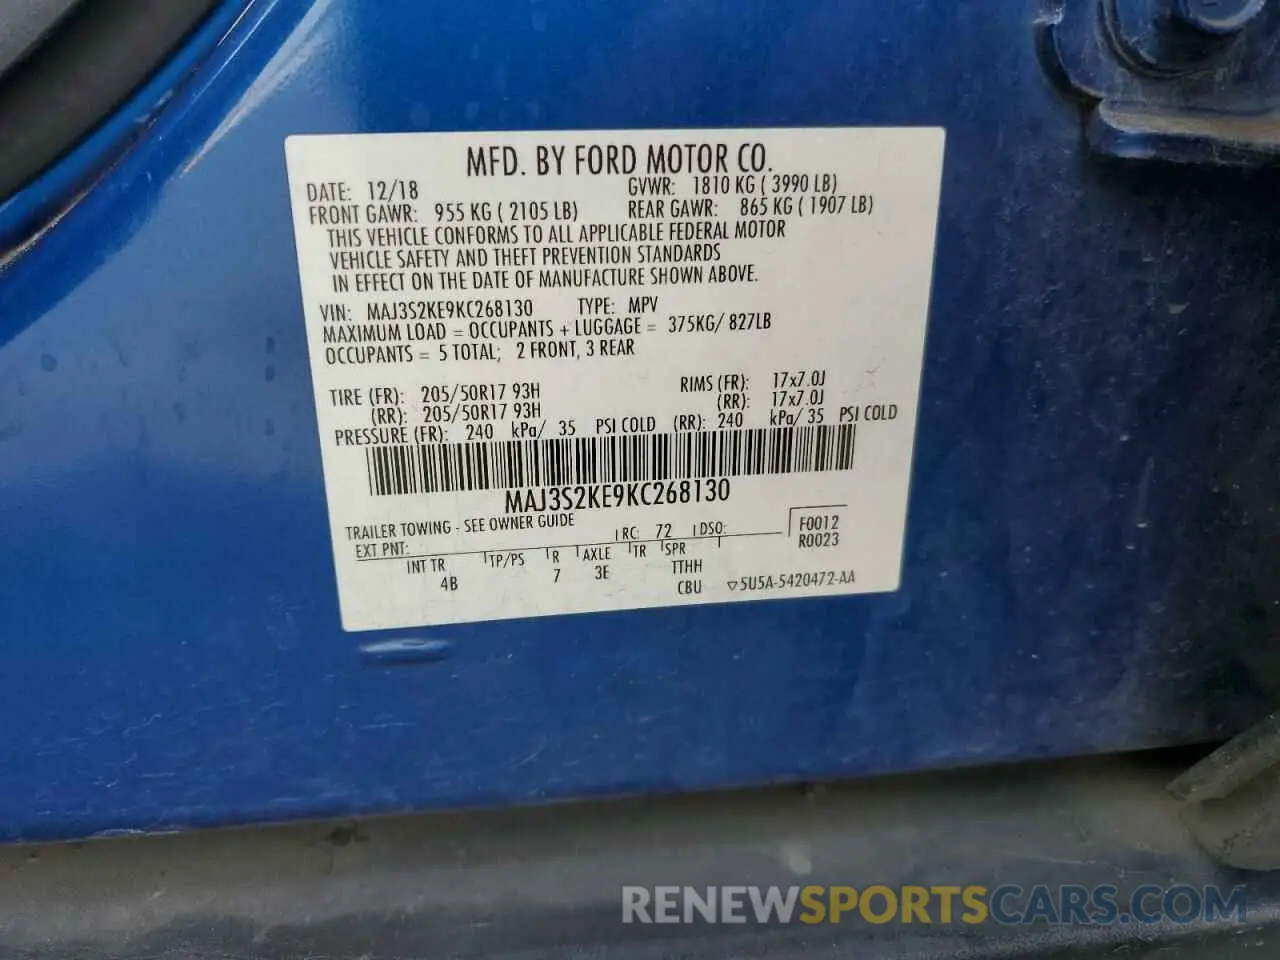 MFD. BY FORD MOTOR CO.
DATE: 12/18 GVWR: 1810 KG ( 3990 LB)
FRONT GAWR: 955 KG ( 2105 LB) REAR GAWR: 865 KG ( 1907 LB)
THIS VEHICLE CONFORMS TO ALL APPLICABLE FEDERAL MOTOR
VEHICLE SAFETY AND THEFT PREVENTION STANDARDS
IN EFFECT ON THE DATE OF MANUFACTURE SHOWN ABOVE.
VIN: MAJ3S2KE9KC268130 TYPE: MPV
MAXIMUM LOAD = OCCUPANTS + LUGGAGE = 375KG/ 827LB
OCCUPANTS = 5 TOTAL; 2 FRONT, 3 REAR
TIRE (FR): 205/50R17 93H RIMS (FR): 17x7.0J
(RR): 205/50R17 93H (RR): 17x7.0J
PRESSURE (FR): 240 kPa/ 35 PSI COLD (RR): 240 kPa/ 35 PSI COLD
MAJ3S2KE9KC268130
TRAILER TOWING - SEE OWNER GUIDE
EXT PNT: RC: 72 DSO: F0012
R0023
INT TR TP/PS R AXLE TR SPR
4B 7 3E TTHH
CBU ▽5U5A-5420472-AA
RENEWSPORTSCARS.COM